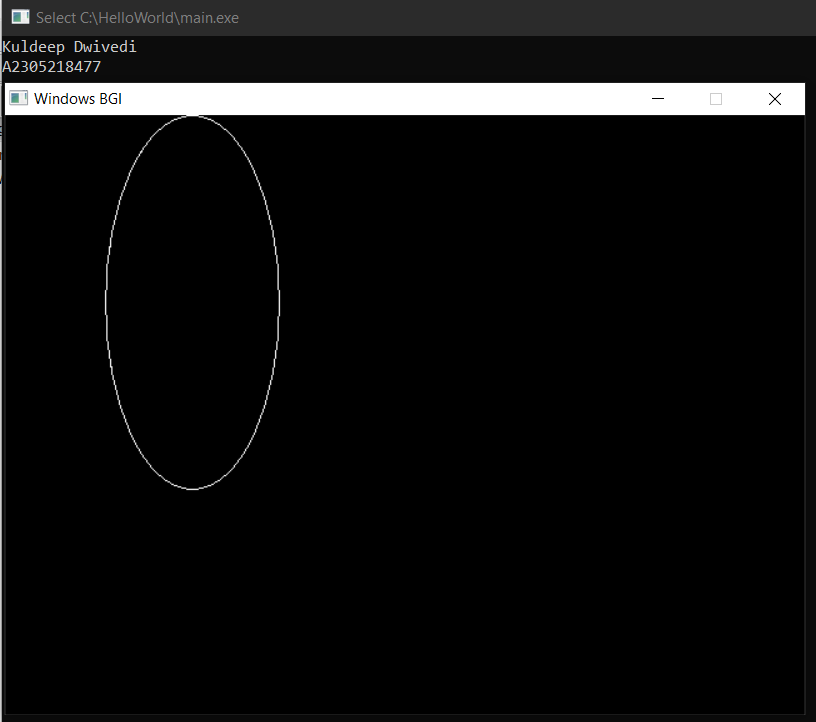 Select C:\HelloWorld\main.exe
Kuldeep Dwivedi
A2305218477
Windows BGI